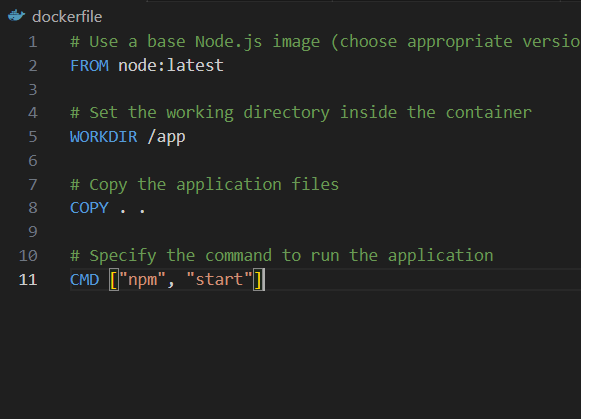 dockerfile
1 # Use a base Node.js image (choose appropriate versio
2 FROM node:latest
3
4 # Set the working directory inside the container
5 WORKDIR /app
6
7 # Copy the application files
8 COPY . .
9
10 # Specify the command to run the application
11 CMD ["npm", "start"]